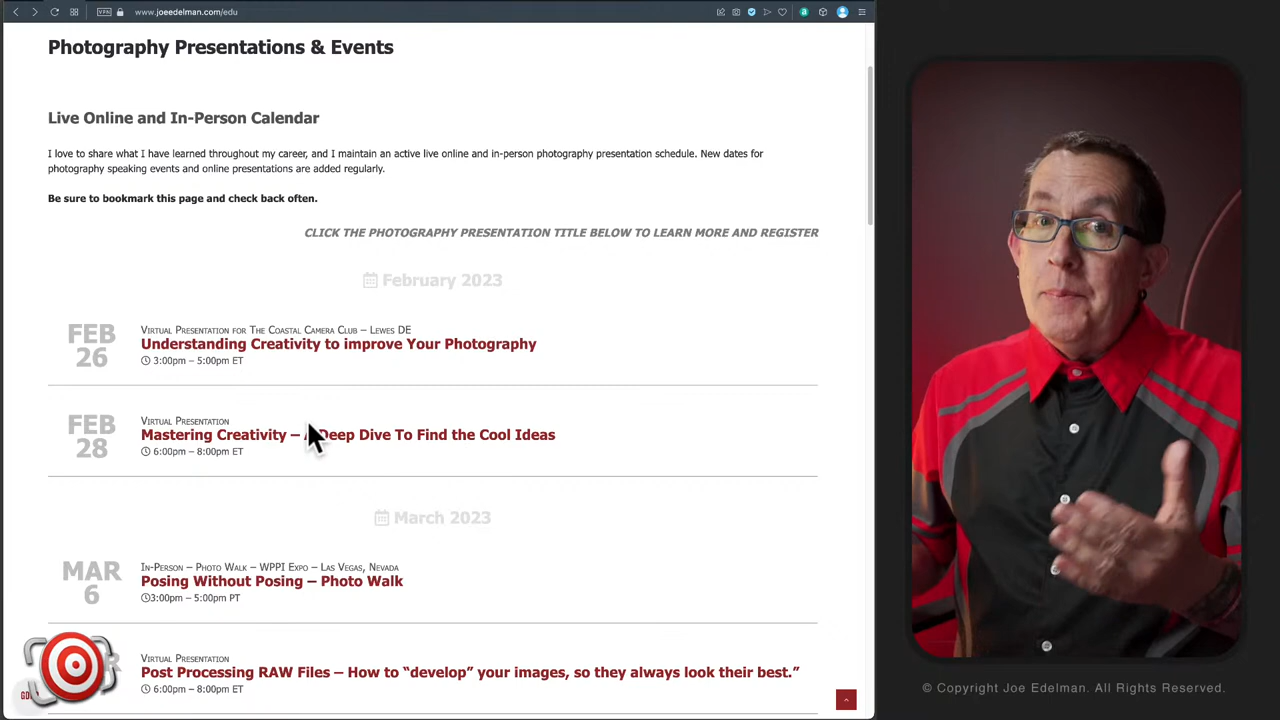 VPN
www.joeedelman.com/edu
Photography Presentations & Events
Live Online and In-Person Calendar
I love to share what I have learned throughout my career, and I maintain an active live online and in-person photography presentation schedule. New dates for
photography speaking events and online presentations are added regularly.
Be sure to bookmark this page and check back often.
CLICK THE PHOTOGRAPHY PRESENTATION TITLE BELOW TO LEARN MORE AND REGISTER
February 2023
FEB
26
Virtual Presentation for The Coastal Camera Club – Lewes DE
Understanding Creativity to improve Your Photography
3:00pm – 5:00pm ET
FEB
28
Virtual Presentation
Mastering Creativity – Deep Dive To Find the Cool Ideas
6:00pm – 8:00pm ET
March 2023
MAR
6
In-Person – Photo Walk – WPPI Expo – Las Vegas, Nevada
Posing Without Posing – Photo Walk
3:00pm – 5:00pm PT
Virtual Presentation
Post Processing RAW Files – How to “develop” your images, so they always look their best.”
6:00pm – 8:00pm ET
© Copyright Joe Edelman. All Rights Reserved.